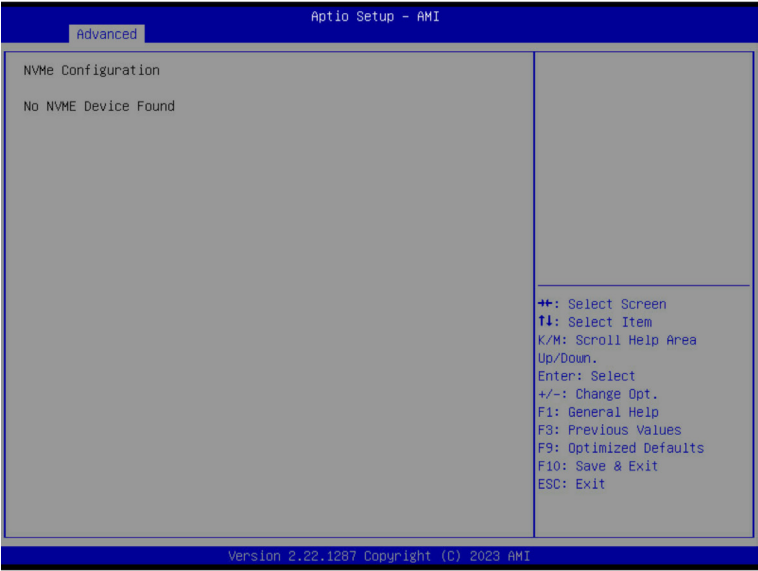 Aptio Setup – AMI
Advanced
NVMe Configuration
No NVME Device Found
→←: Select Screen
↑↓: Select Item
K/M: Scroll Help Area
Up/Down.
Enter: Select
+/-: Change Opt.
F1: General Help
F3: Previous Values
F9: Optimized Defaults
F10: Save & Exit
ESC: Exit
Version 2.22.1287 Copyright (C) 2023 AMI